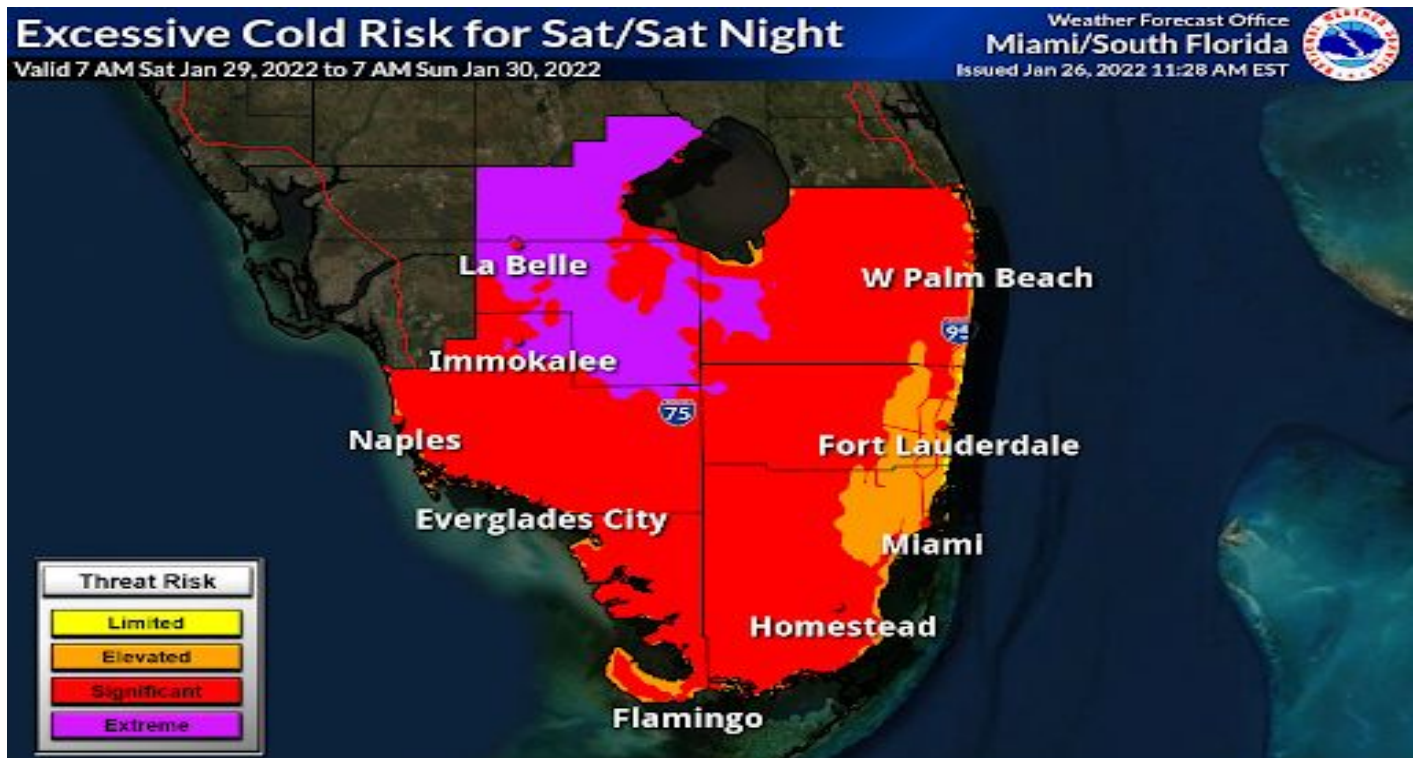 Excessive Cold Risk for Sat/Sat Night
Valid 7 AM Sat Jan 29, 2022 to 7 AM Sun Jan 30, 2022
Weather Forecast Office
Miami/South Florida
Issued Jan 26, 2022 11:28 AM EST
La Belle
W Palm Beach
95
Immokalee
75
Naples
Fort Lauderdale
Everglades City
Miami
Homestead
Flamingo
Threat Risk
Limited
Elevated
Significant
Extreme